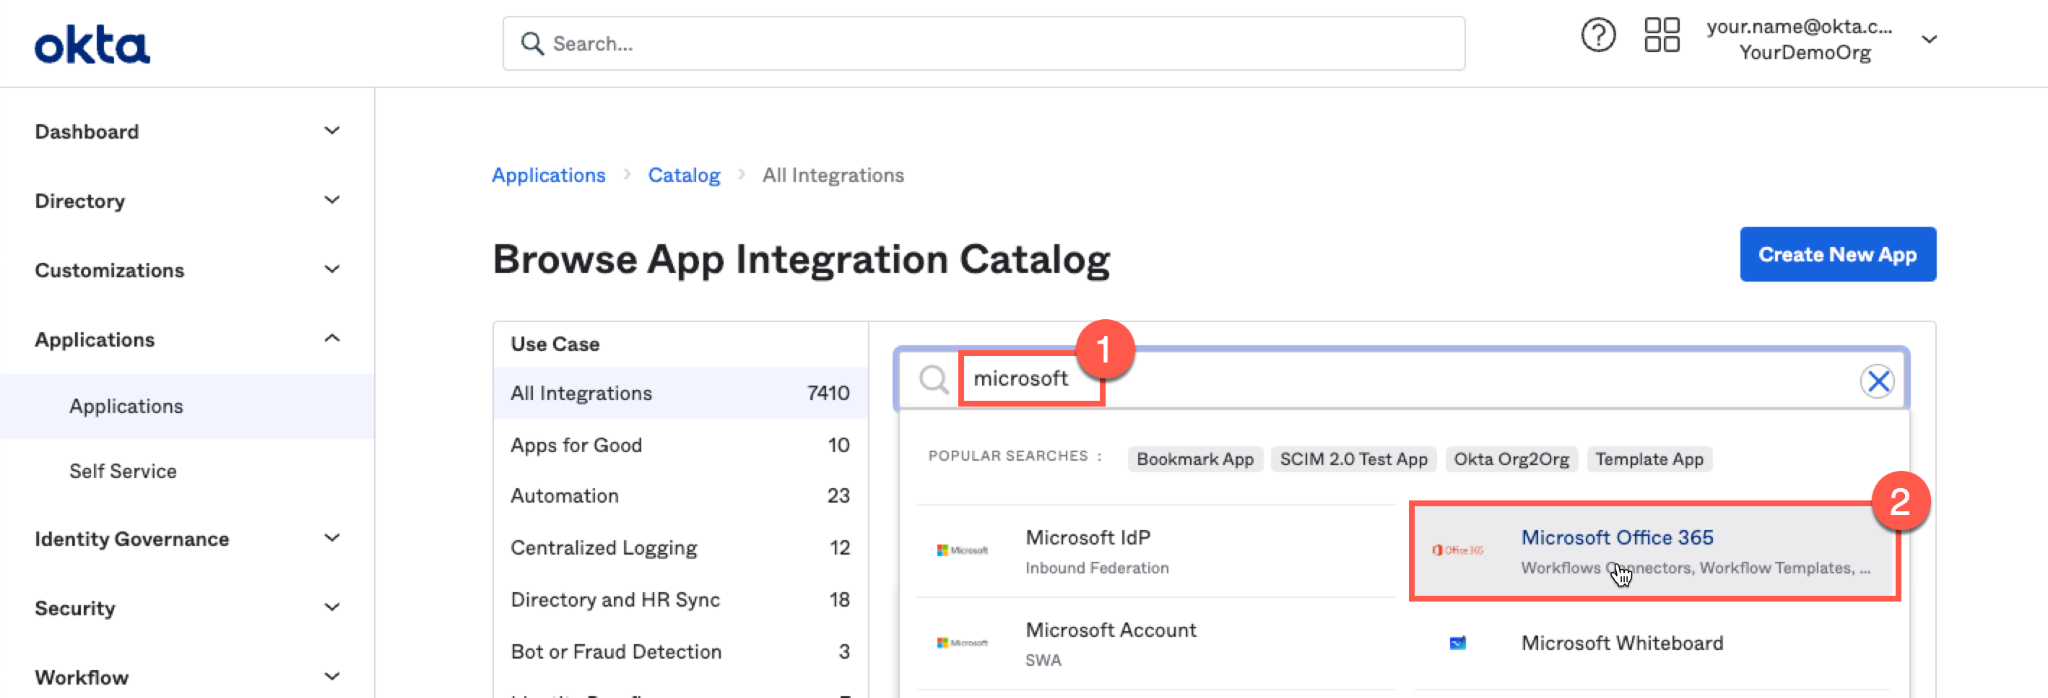 okta
Search...
your.name@okta.c...
YourDemoOrg
Dashboard
Directory
Customizations
Applications
Applications
Self Service
Identity Governance
Security
Workflow
Applications > Catalog > All Integrations
Browse App Integration Catalog
Create New App
Use Case
All Integrations 7410
Apps for Good 10
Automation 23
Centralized Logging 12
Directory and HR Sync 18
Bot or Fraud Detection 3
microsoft
1
POPULAR SEARCHES : Bookmark App SCIM 2.0 Test App Okta Org2Org Template App
2
Microsoft
Microsoft IdP
Inbound Federation
Office 365
Microsoft Office 365
Workflows Connectors, Workflow Templates, ...
Microsoft
Microsoft Account
SWA
Microsoft Whiteboard